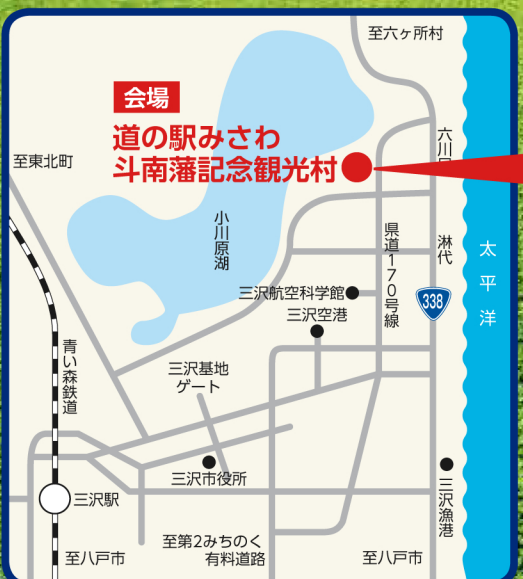 至六ヶ所村
会場
道の駅みさわ
斗南藩記念観光村
六川目
至東北町
小川原湖
県道170号線
淋代
太平洋
三沢航空科学館
338
三沢空港
青い森鉄道
三沢基地
ゲート
三沢市役所
三沢駅
三沢漁港
至第2みちのく
有料道路
至八戸市
至八戸市